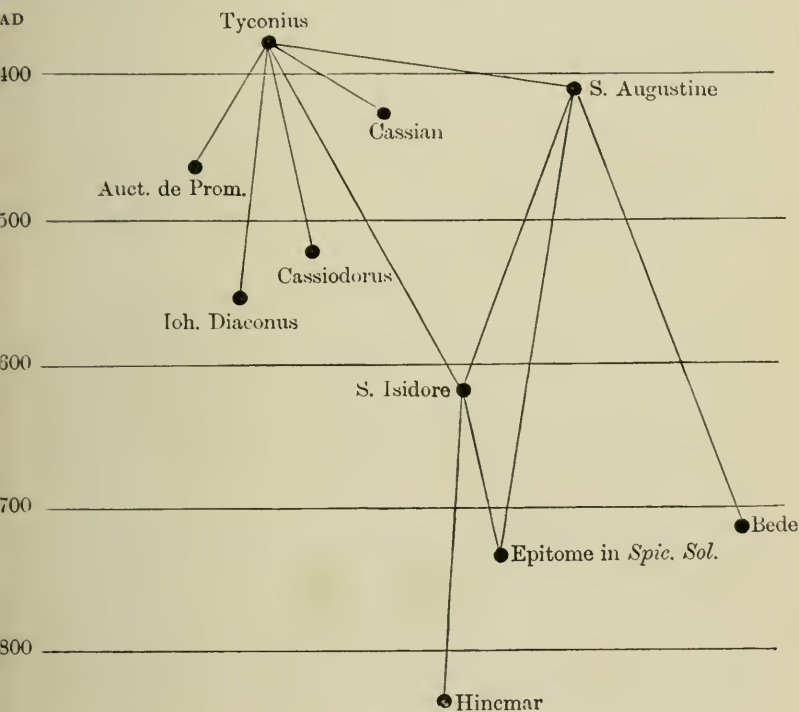 AD
Tyconius
400
S. Augustine
Cassian
Auct. de Prom.
500
Cassiodorus
Ioh. Diaconus
600
S. Isidore
700
Bede
Epitome in Spic. Sol.
800
Hincmar